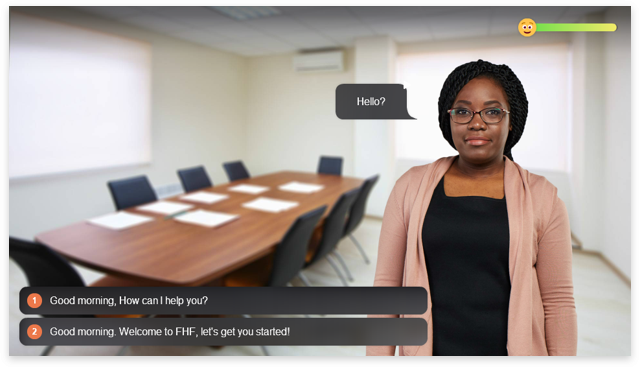 Hello?
1 Good morning, How can I help you?
2 Good morning. Welcome to FHF, let's get you started!